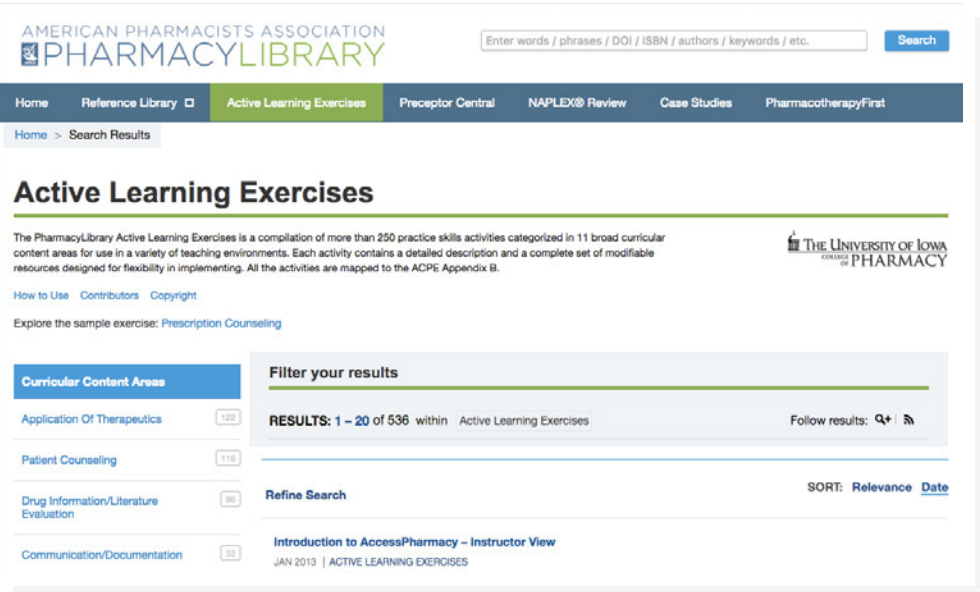 AMERICAN PHARMACISTS ASSOCIATION
PHARMACYLIBRARY
Enter words / phrases / DOI / ISBN / authors / keywords / etc.
Search
Home
Reference Library
Active Learning Exercises
Preceptor Central
NAPLEX® Review
Case Studies
PharmacotherapyFirst
Home > Search Results
Active Learning Exercises
The PharmacyLibrary Active Learning Exercises is a compilation of more than 250 practice skills activities categorized in 11 broad curricular
content areas for use in a variety of teaching environments. Each activity contains a detailed description and a complete set of modifiable
resources designed for flexibility in implementing. All the activities are mapped to the ACPE Appendix B.
THE UNIVERSITY OF IOWA
COLLEGE OF PHARMACY
How to Use Contributors Copyright
Explore the sample exercise: Prescription Counseling
Curricular Content Areas
Application Of Therapeutics 122
Patient Counseling 116
Drug Information/Literature
Evaluation
86
Communication/Documentation 52
Filter your results
RESULTS: 1 – 20 of 536 within Active Learning Exercises
Follow results:
Refine Search
SORT: Relevance Date
Introduction to AccessPharmacy – Instructor View
JAN 2013 | ACTIVE LEARNING EXERCISES